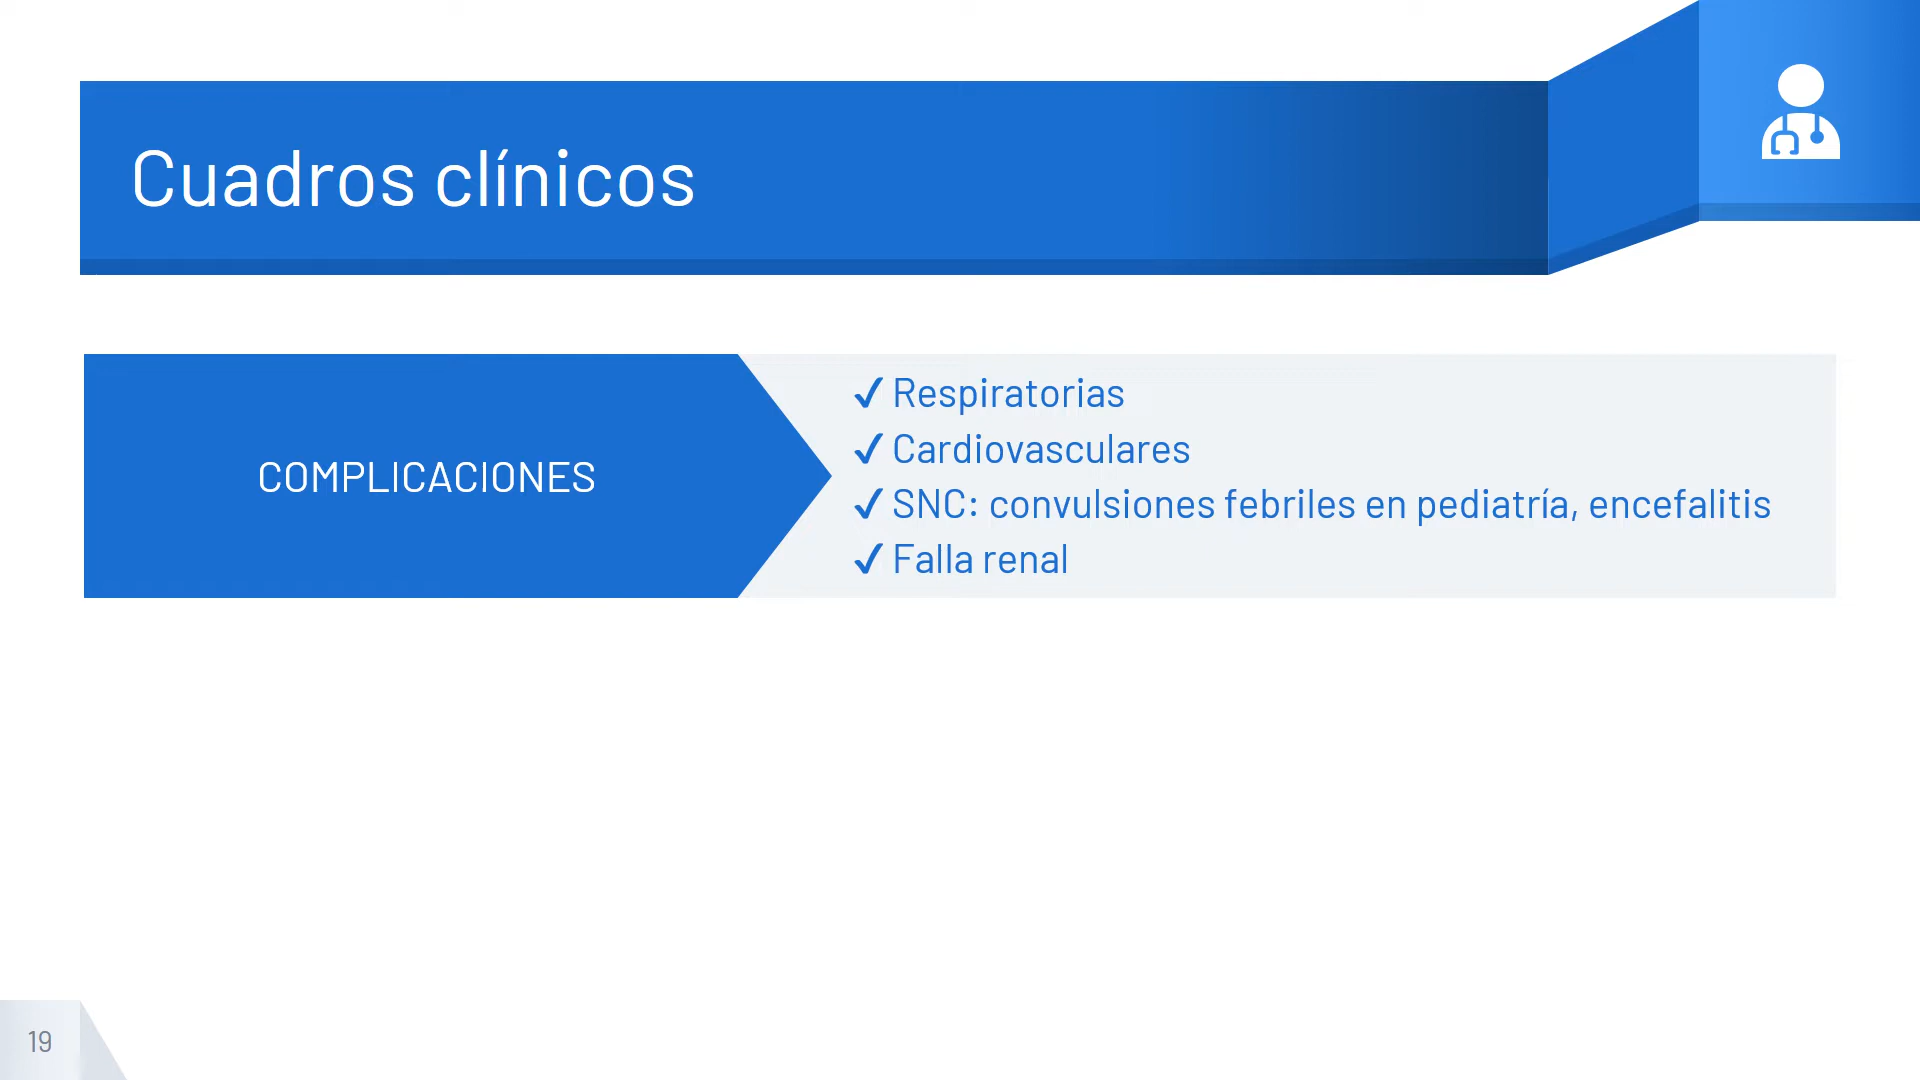 Cuadros clínicos
COMPLICACIONES
✓ Respiratorias
✓ Cardiovasculares
✓ SNC: convulsiones febriles en pediatría, encefalitis
✓ Falla renal
19